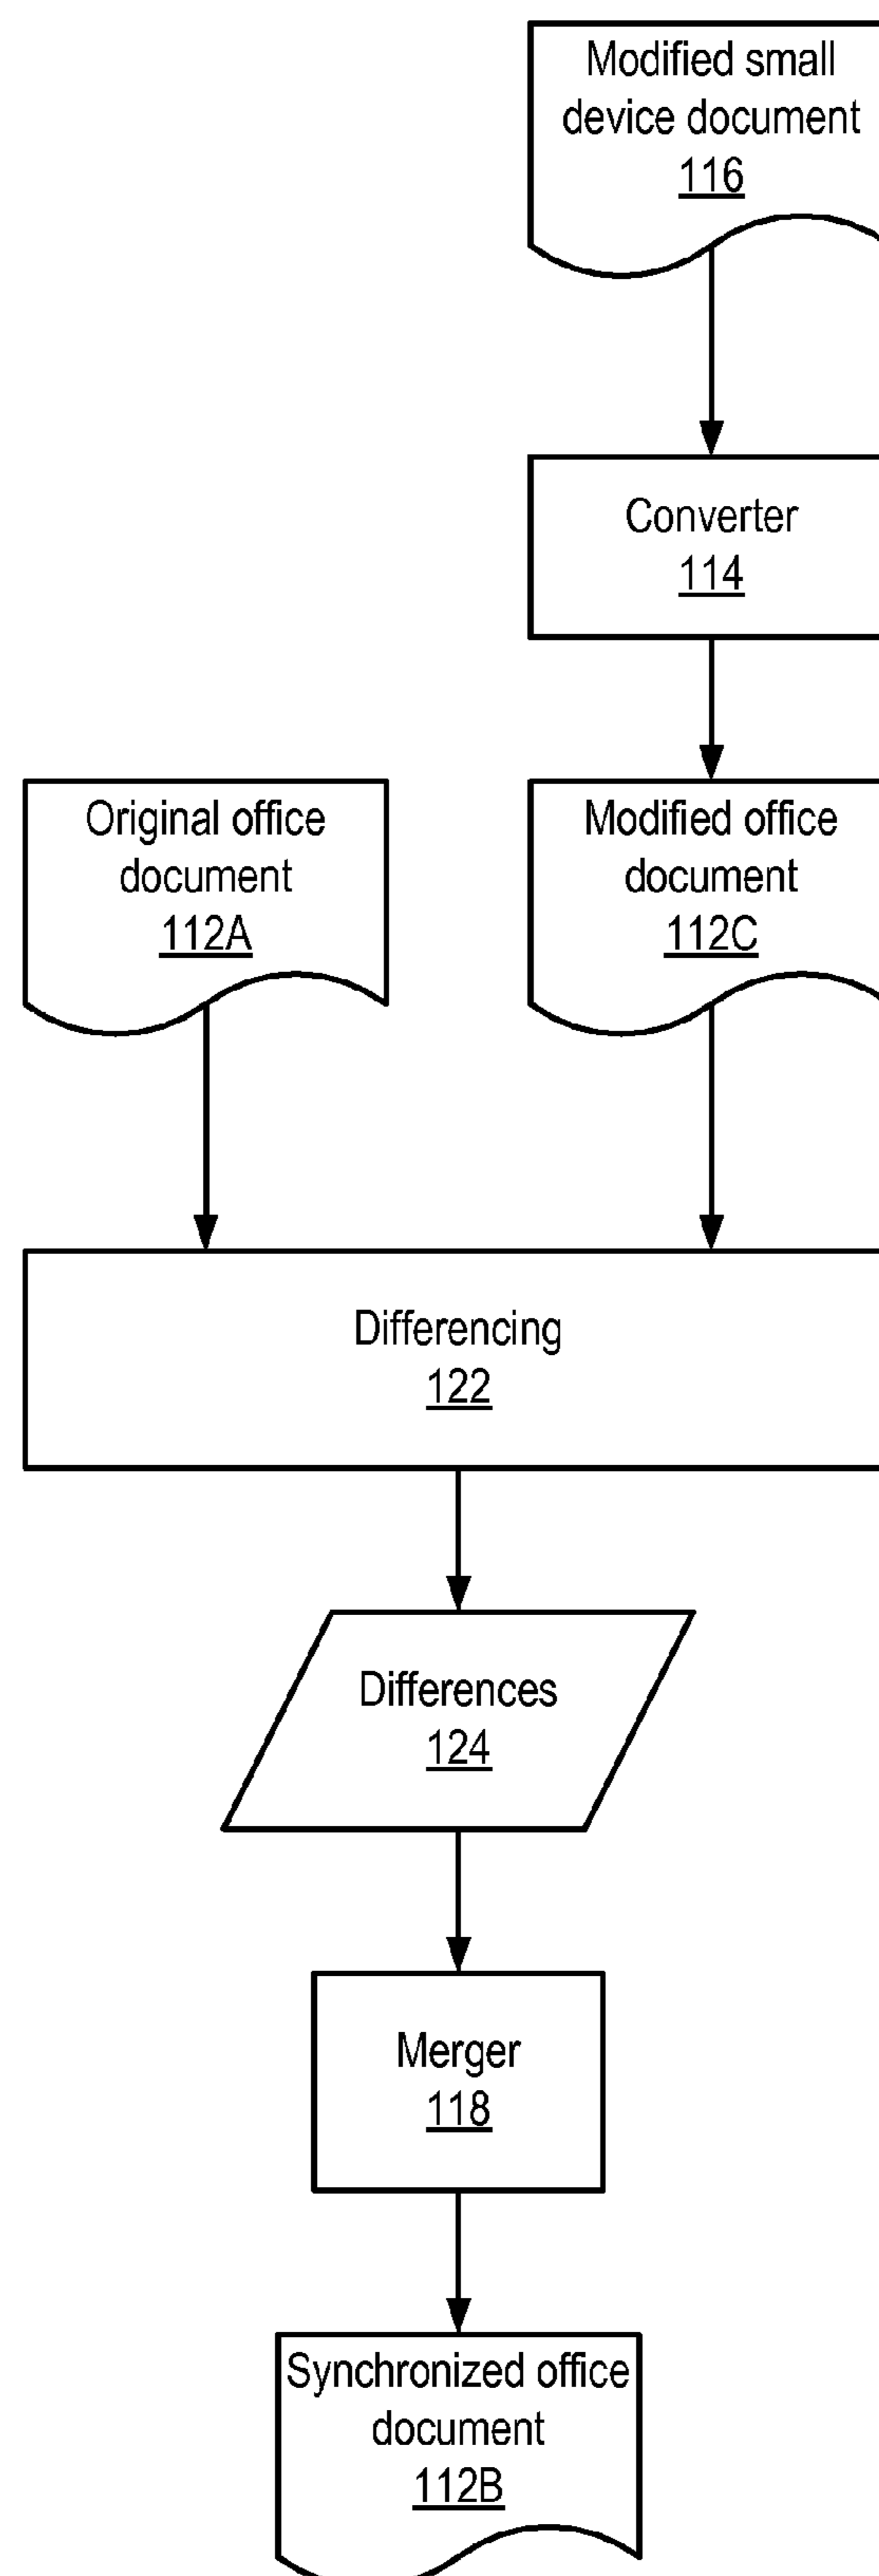 Modified small
device document
116
Converter
114
Original office
document
112A
Modified office
document
112C
Differencing
122
Differences
124
Merger
118
Synchronized office
document
112B